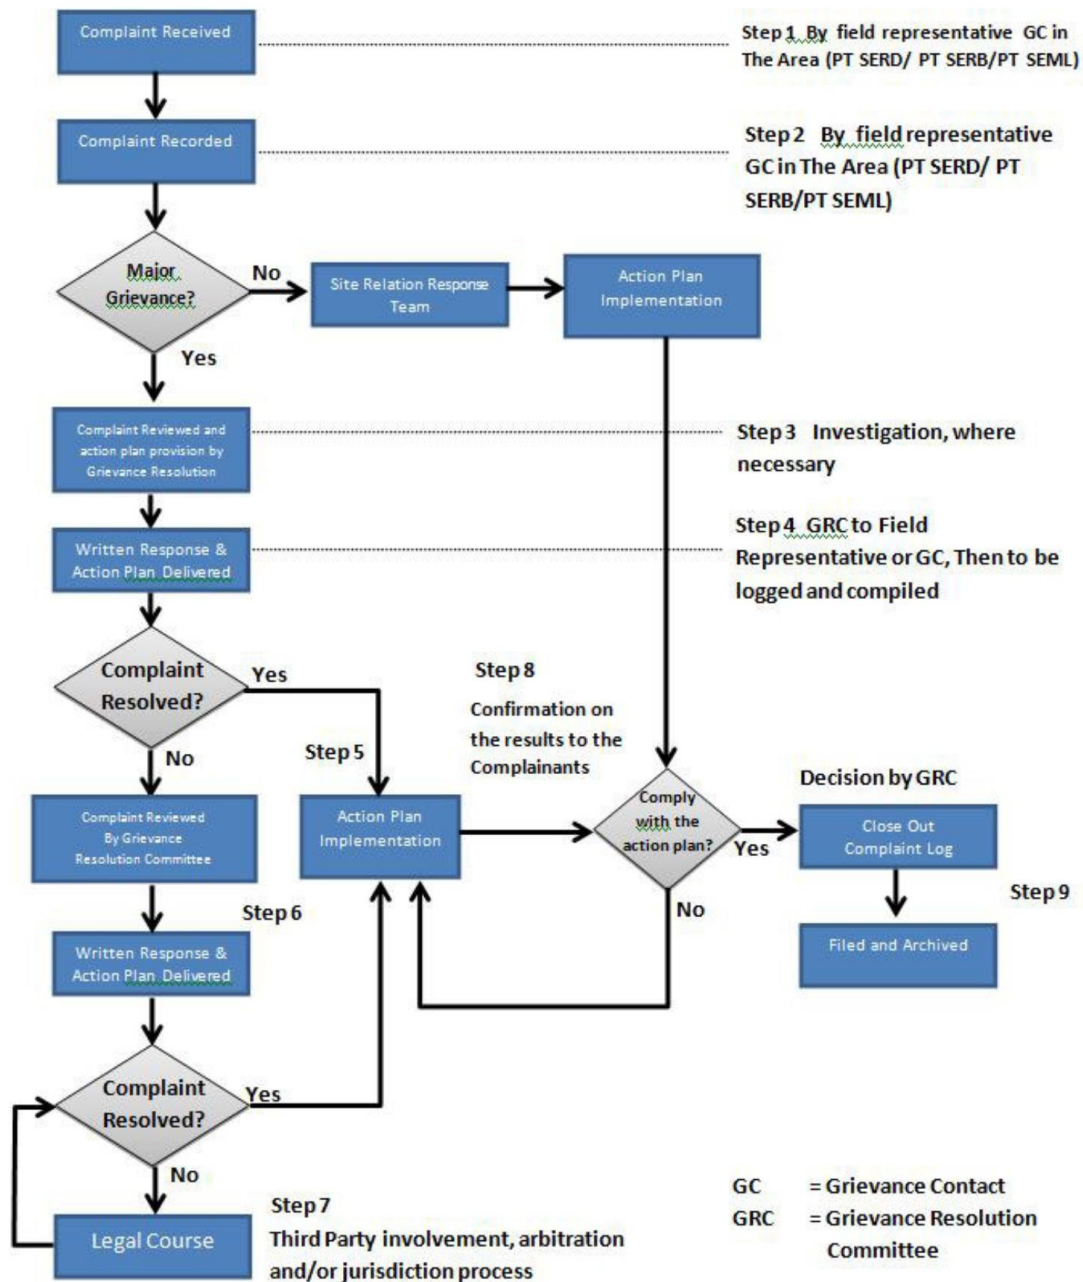 Complaint Received
Step 1 By field representative GC in
The Area (PT SERD/ PT SERB/PT SEML)
Complaint Recorded
Step 2 By field representative
GC in The Area (PT SERD/ PT
SERB/PT SEML)
Major
Grievance?
No
Site Relation Response
Team
Action Plan
Implementation
Yes
Complaint Reviewed and
action plan provision by
Grievance Resolution
Step 3 Investigation, where
necessary
Written Response &
Action Plan Delivered
Step 4 GRC to Field
Representative or GC, Then to be
logged and compiled
Complaint
Resolved?
Yes
No
Step 5
Step 8
Confirmation on
the results to the
Complainants
Complaint Reviewed
By Grievance
Resolution Committee
Action Plan
Implementation
Comply
with the
action plan?
Yes
No
Decision by GRC
Close Out
Complaint Log
Step 9
Filed and Archived
Step 6
Written Response &
Action Plan Delivered
Complaint
Resolved?
Yes
No
Legal Course
Step 7
Third Party involvement, arbitration
and/or jurisdiction process
GC = Grievance Contact
GRC = Grievance Resolution
Committee